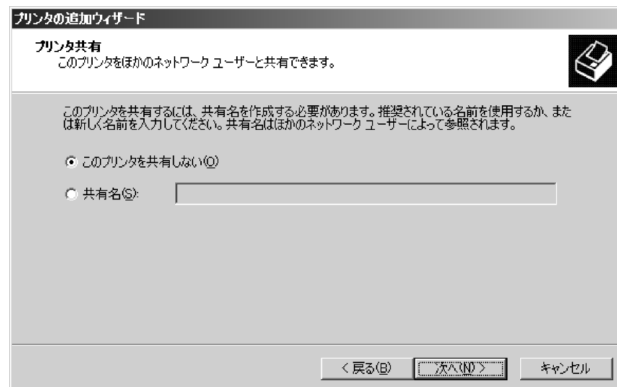 プリンタの追加ウィザード
プリンタ共有
このプリンタをほかのネットワーク ユーザーと共有できます。
このプリンタを共有するには、共有名を作成する必要があります。推奨されている名前を使用するか、また
は新しく名前を入力してください。共有名はほかのネットワーク ユーザーによって参照されます。
このプリンタを共有しない(O)
共有名(S):
< 戻る(B) 次へ(N) > キャンセル